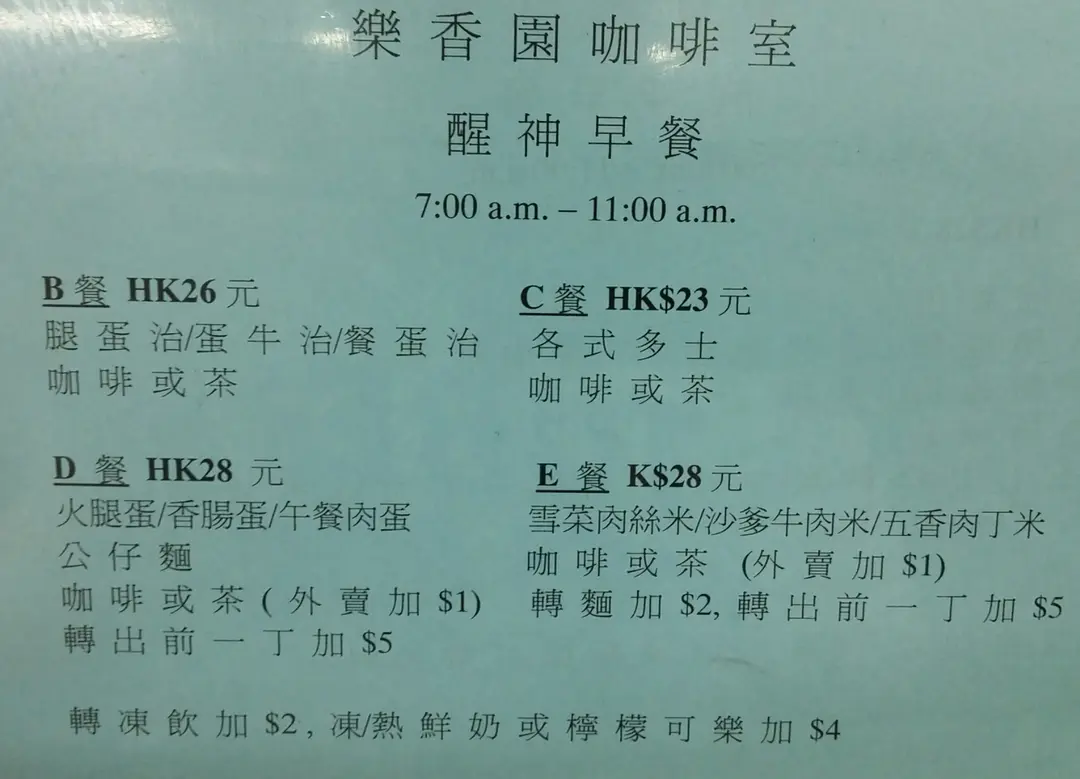 樂香園咖啡室
醒神早餐
7:00 a.m. – 11:00 a.m.
B 餐 HK26 元
腿蛋治/蛋牛治/餐蛋治
咖啡或茶
C 餐 HK$23 元
各式多士
咖啡或茶
D 餐 HK28 元
火腿蛋/香腸蛋/午餐肉蛋
公仔麵
咖啡或茶 ( 外賣加 $1)
轉出前一丁加 $5
E 餐 K$28 元
雪菜肉絲米/沙爹牛肉米/五香肉丁米
咖啡或茶 (外賣加 $1)
轉麵加 $2, 轉出前一丁加 $5
轉凍飲加 $2 , 凍/熱鮮奶或檸檬可樂加 $4